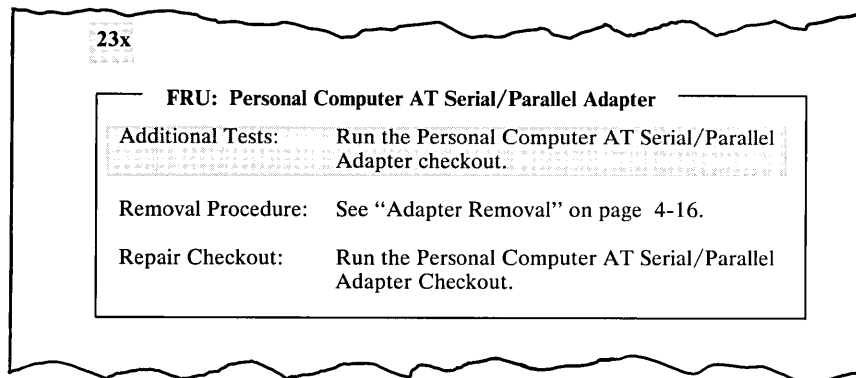 23x
FRU: Personal Computer AT Serial/Parallel Adapter
Additional Tests: Run the Personal Computer AT Serial/Parallel
Adapter checkout.
Removal Procedure: See “Adapter Removal” on page 4-16.
Repair Checkout: Run the Personal Computer AT Serial/Parallel
Adapter Checkout.